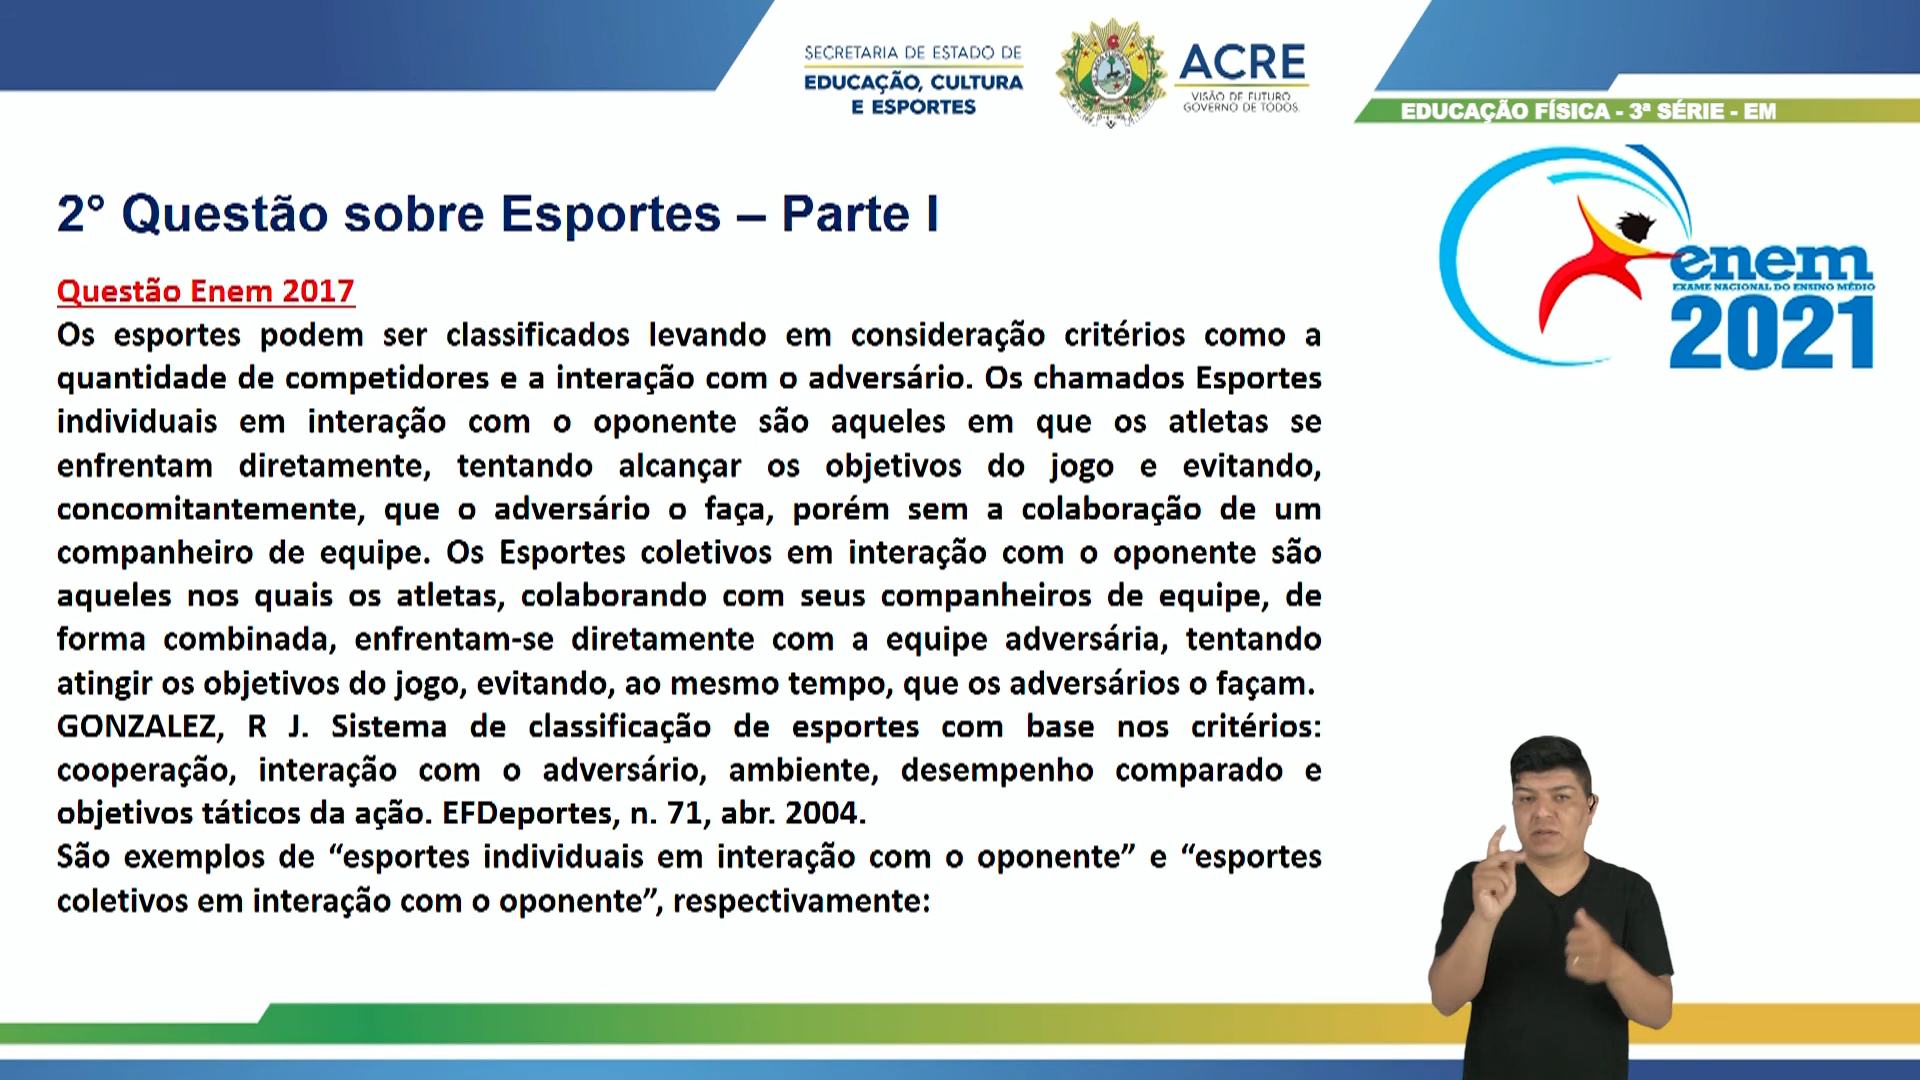 SECRETARIA DE ESTADO DE
EDUCAÇÃO, CULTURA
E ESPORTES
ACRE
VISÃO DE FUTURO
GOVERNO DE TODOS.
EDUCAÇÃO FÍSICA - 3ª SÉRIE - EM
2° Questão sobre Esportes – Parte I
enem
EXAME NACIONAL DO ENSINO MÉDIO
2021
Questão Enem 2017
Os esportes podem ser classificados levando em consideração critérios como a
quantidade de competidores e a interação com o adversário. Os chamados Esportes
individuais em interação com o oponente são aqueles em que os atletas se
enfrentam diretamente, tentando alcançar os objetivos do jogo e evitando,
concomitantemente, que o adversário o faça, porém sem a colaboração de um
companheiro de equipe. Os Esportes coletivos em interação com o oponente são
aqueles nos quais os atletas, colaborando com seus companheiros de equipe, de
forma combinada, enfrentam-se diretamente com a equipe adversária, tentando
atingir os objetivos do jogo, evitando, ao mesmo tempo, que os adversários o façam.
GONZALEZ, R J. Sistema de classificação de esportes com base nos critérios:
cooperação, interação com o adversário, ambiente, desempenho comparado e
objetivos táticos da ação. EFDeportes, n. 71, abr. 2004.
São exemplos de “esportes individuais em interação com o oponente” e “esportes
coletivos em interação com o oponente”, respectivamente: